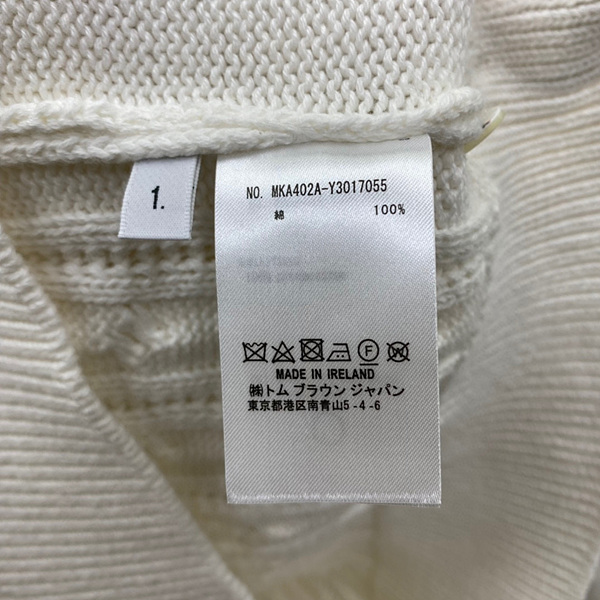 1.
NO. MKA402A-Y3017055
綿 100%
MADE IN IRELAND
㈱トム ブラウン ジャパン
東京都港区南青山5-4-6